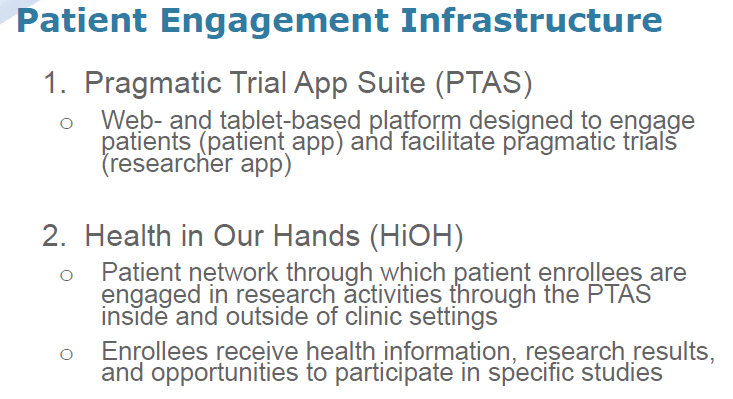 Patient Engagement Infrastructure
1. Pragmatic Trial App Suite (PTAS)
o Web- and tablet-based platform designed to engage
patients (patient app) and facilitate pragmatic trials
(researcher app)
2. Health in Our Hands (HiOH)
o Patient network through which patient enrollees are
engaged in research activities through the PTAS
inside and outside of clinic settings
o Enrollees receive health information, research results,
and opportunities to participate in specific studies